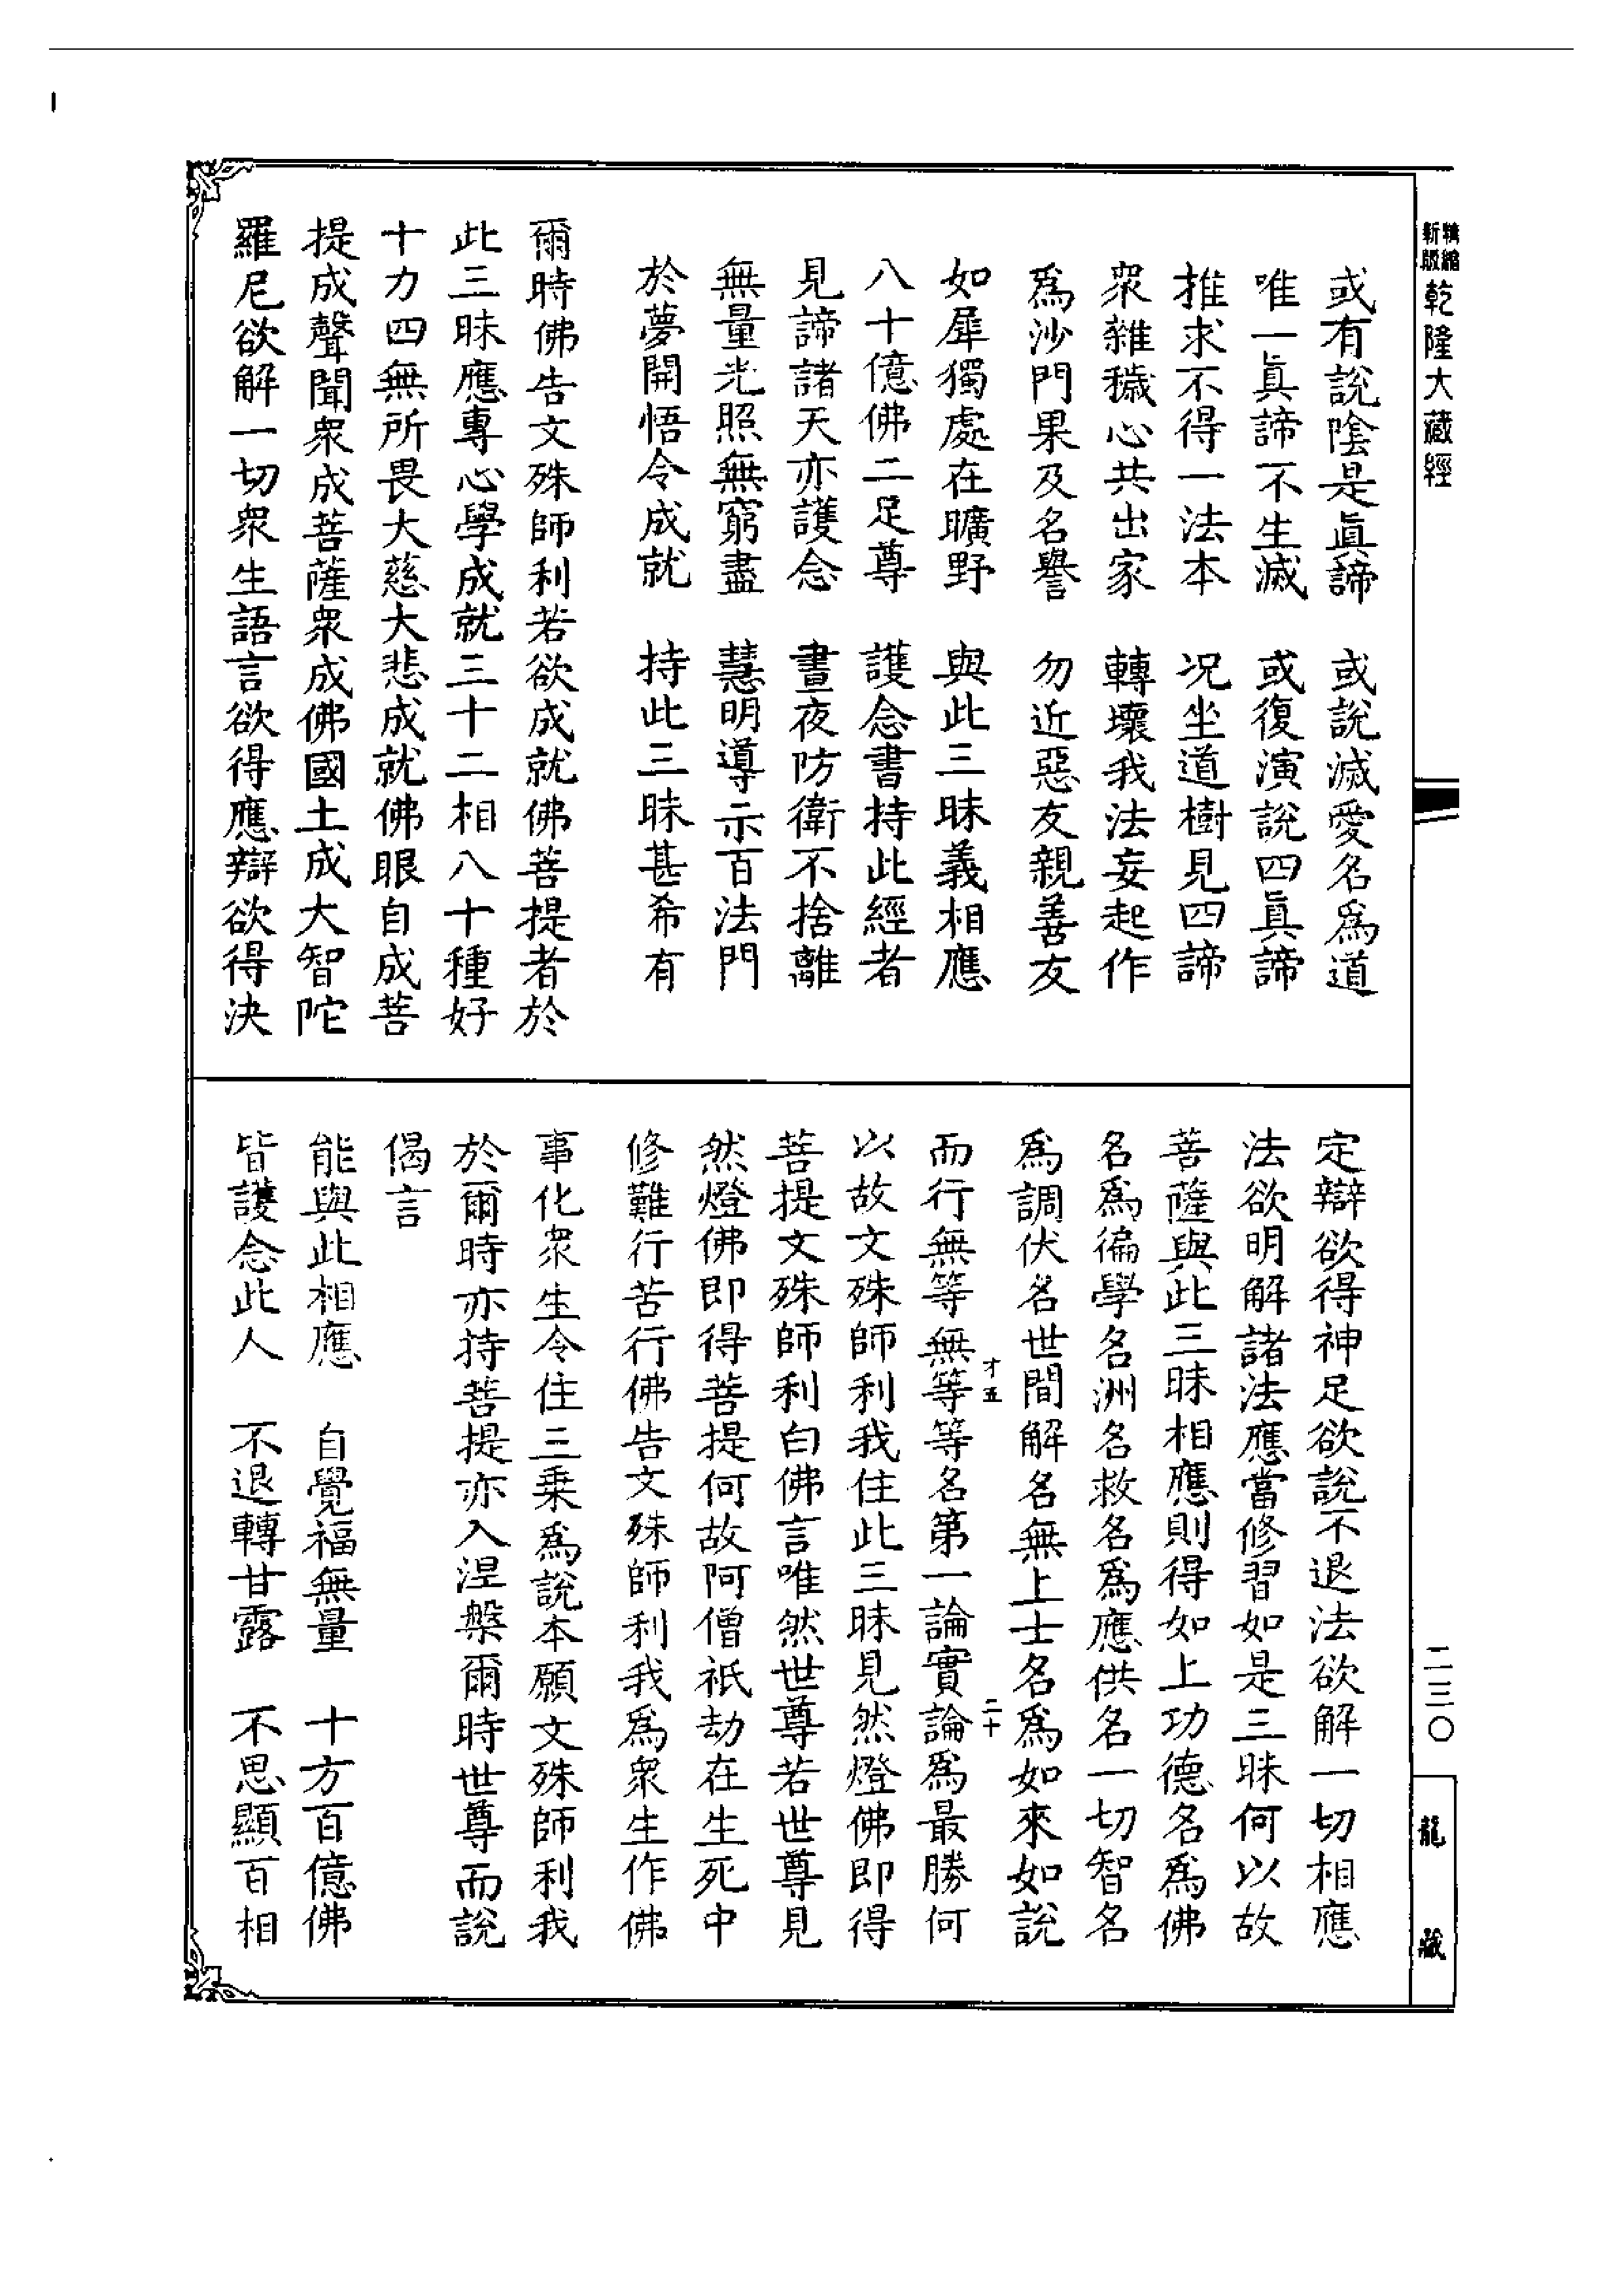 精縮
新版
乾隆大藏經
或有說陰是眞諦　或說滅愛名爲道
唯一眞諦不生滅　或復演說四眞諦
推求不得一法本　况坐道樹見四諦
衆雜穢心共出家　轉壞我法妄起作
爲沙門果及名譽　勿近惡友親善友
如犀獨處在曠野　與此三昧義相應
八十億佛二足尊　護念書持此經者
見諦諸天亦護念　晝夜防衛不捨離
無量光照無窮盡　慧明導示百法門
於夢開悟令成就　持此三昧甚希有
爾時佛告文殊師利若欲成就佛菩提者於
此三昧應專心學成就三十二相八十種好
十力四無所畏大慈大悲成就佛眼自成菩
提成聲聞衆成菩薩衆成佛國土成大智陀
羅尼欲解一切衆生語言欲得應辯欲得決
定辯欲得神足欲說不退法欲解一切相應
法欲明解諸法應當修習如是三昧何以故
菩薩與此三昧相應則得如上功德名爲佛
名爲徧學名洲名救名爲應供名一切智名
爲調伏名世間解名無上士名爲如來如說
而行無等無等等名第一論實論爲最勝何
以故文殊師利我住此三昧見然燈佛即得
菩提文殊師利白佛言唯然世尊若世尊見
然燈佛即得菩提何故阿僧祇劫在生死中
修難行苦行佛告文殊師利我爲衆生作佛
事化衆生令住三乘爲說本願文殊師利我
於爾時亦持菩提亦入涅槃爾時世尊而說
偈言
能與此相應　自覺福無量　十方百億佛
皆護念此人　不退轉甘露　不思顯百相
才五
二十
二三〇
龍藏